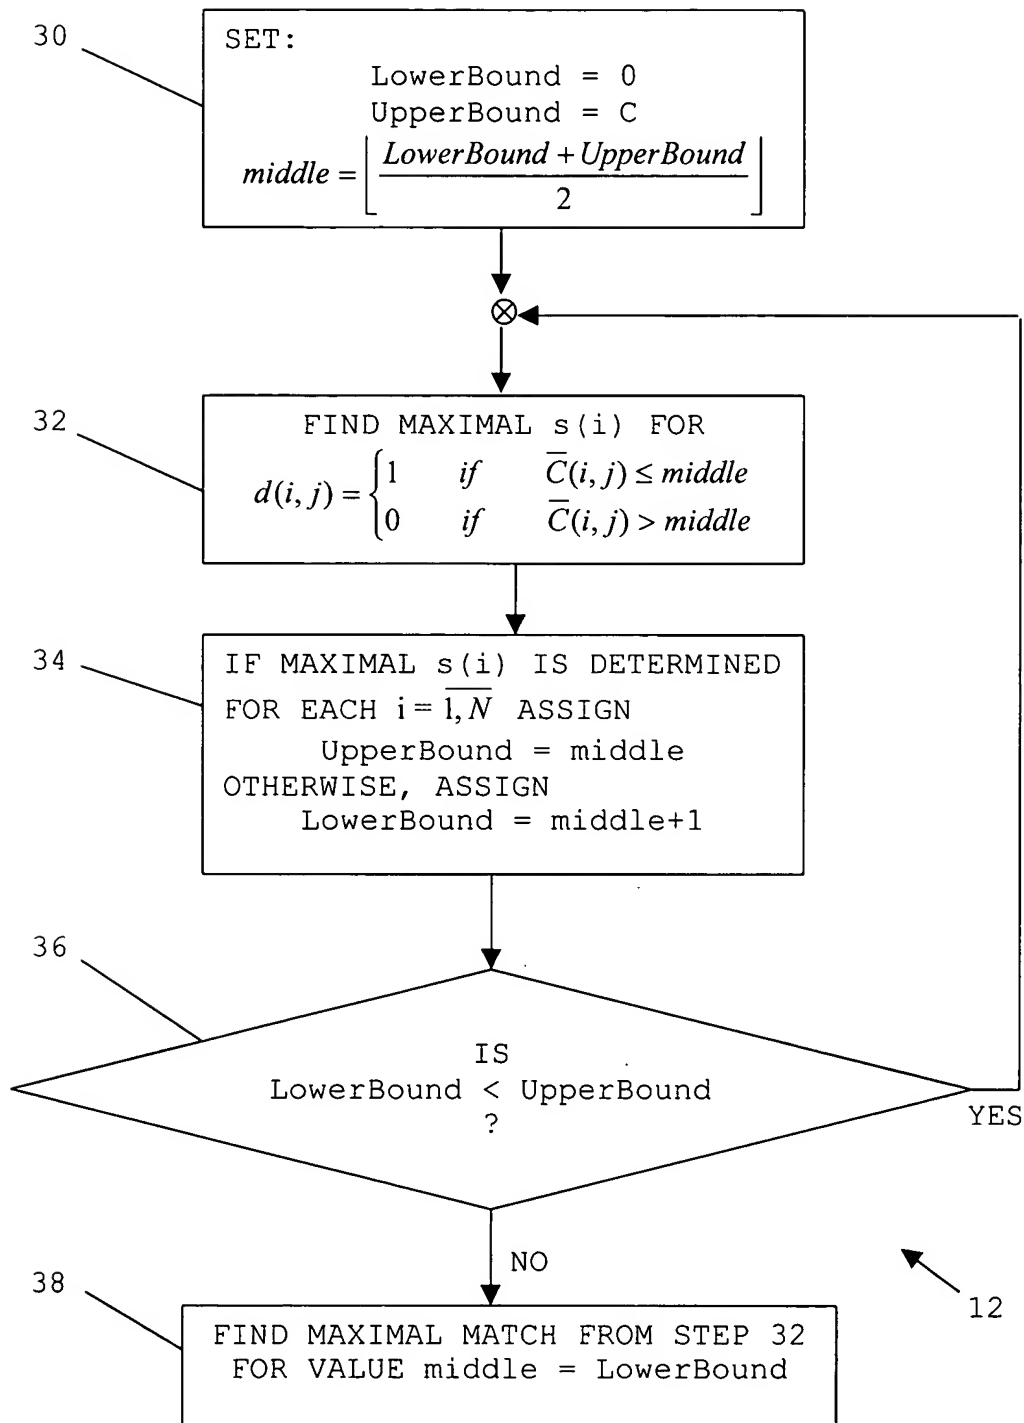 30
SET:
LowerBound = 0
UpperBound = C
middle = ⌊(LowerBound + UpperBound)/2⌋
⊗
32
FIND MAXIMAL s(i) FOR
d(i, j) = {1 if C̅(i, j) ≤ middle
0 if C̅(i, j) > middle
34
IF MAXIMAL s(i) IS DETERMINED
FOR EACH i = \overline{1, N} ASSIGN
UpperBound = middle
OTHERWISE, ASSIGN
LowerBound = middle+1
36
IS
LowerBound < UpperBound
?
YES
NO
12
38
FIND MAXIMAL MATCH FROM STEP 32
FOR VALUE middle = LowerBound